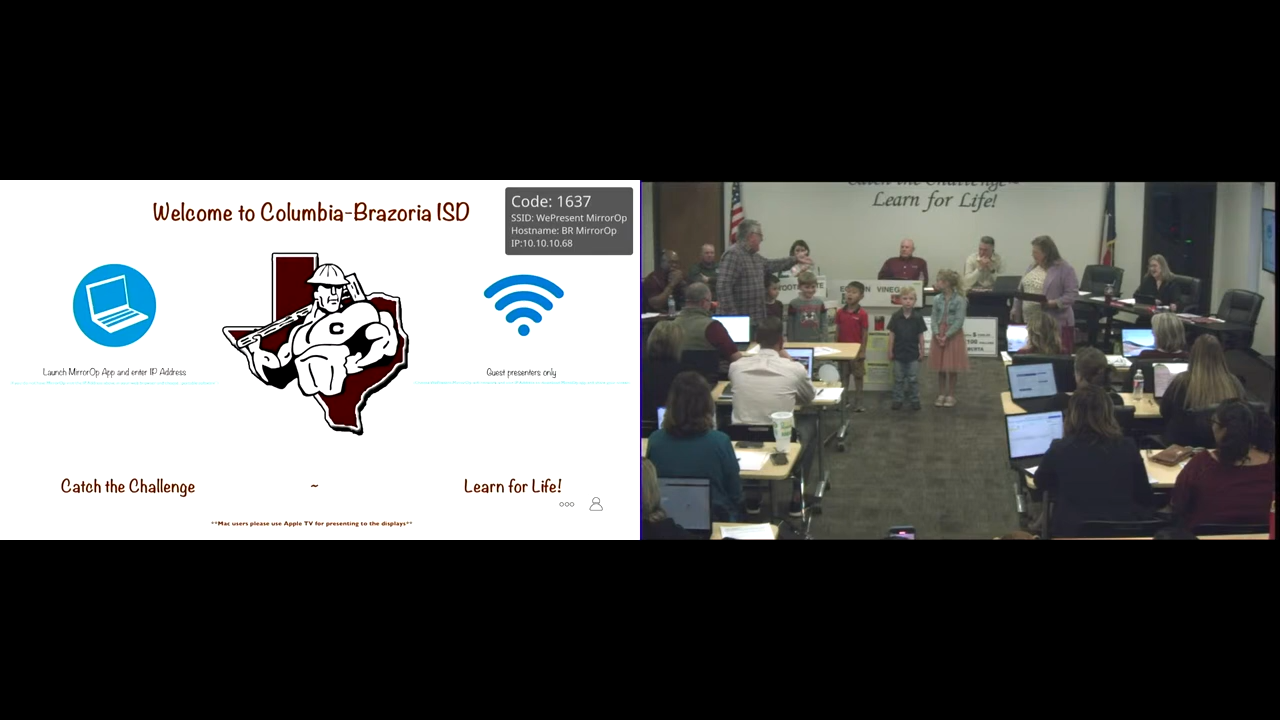 Welcome to Columbia-Brazoria ISD
Code: 1637
SSID: WePresent MirrorOp
Hostname: BR MirrorOp
IP:10.10.10.68
C
Launch MirrorOp App and enter IP Address
Guest presenters only
Catch the Challenge ~ Learn for Life!
**Mac users please use Apple TV for presenting to the displays**
Catch the Challenge~
Learn for Life!
VINEG
100